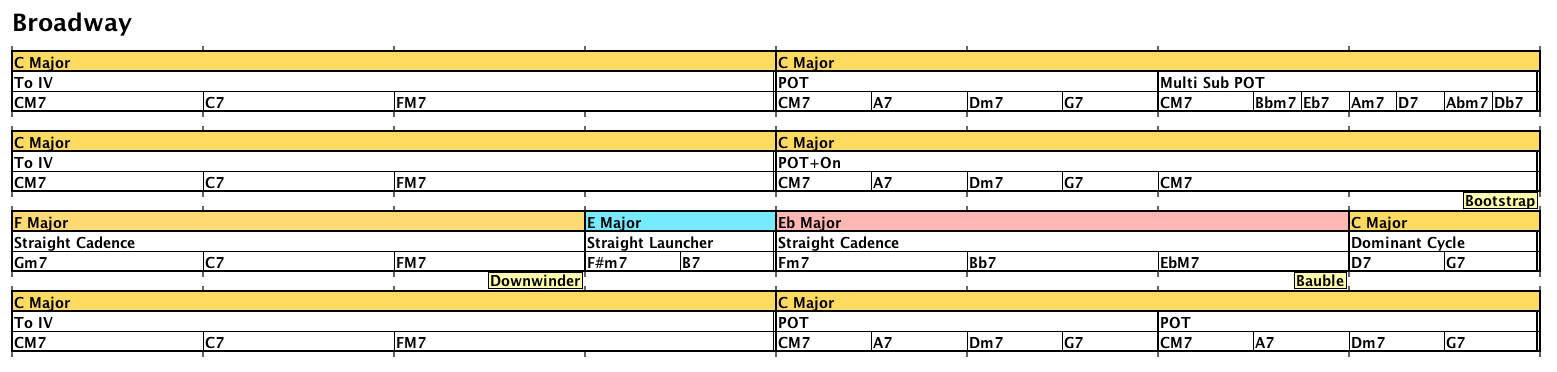 Broadway
C Major C Major
To IV POT Multi Sub POT
CM7 C7 FM7 CM7 A7 Dm7 G7 CM7 Bbm7 Eb7 Am7 D7 Abm7 Db7
C Major C Major
To IV POT+On
CM7 C7 FM7 CM7 A7 Dm7 G7 CM7
Bootstrap
F Major E Major Eb Major C Major
Straight Cadence Straight Launcher Straight Cadence Dominant Cycle
Gm7 C7 FM7 F#m7 B7 Fm7 Bb7 EbM7 D7 G7
Downwinder Bauble
C Major C Major
To IV POT POT
CM7 C7 FM7 CM7 A7 Dm7 G7 CM7 A7 Dm7 G7